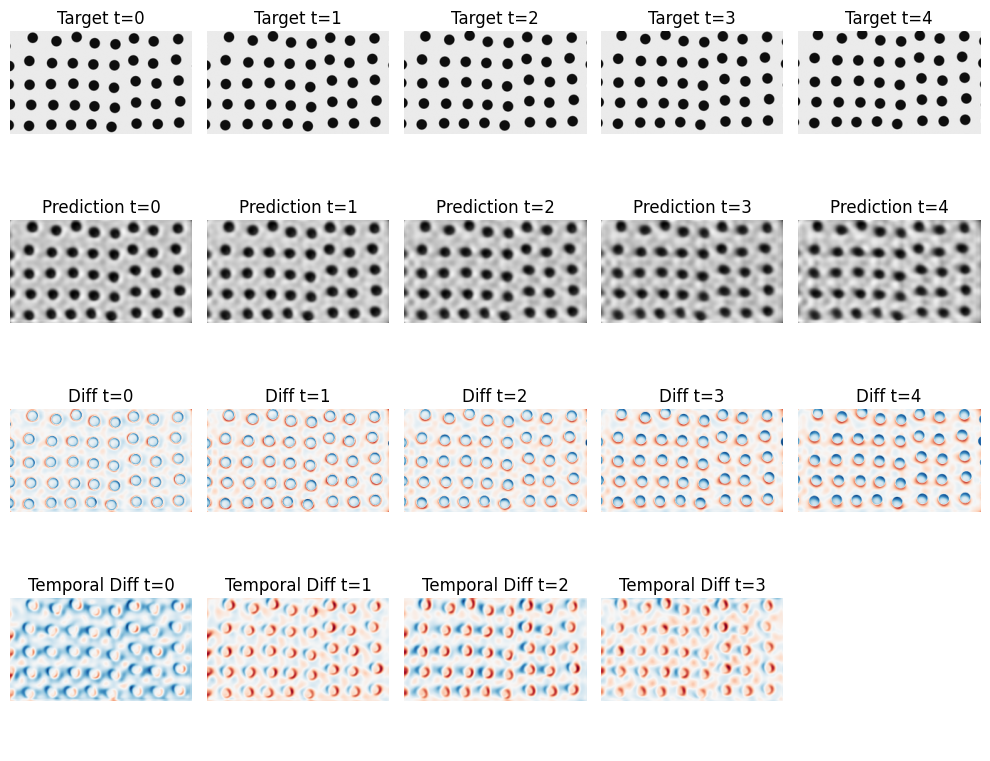 Target t=0
Target t=1
Target t=2
Target t=3
Target t=4
Prediction t=0
Prediction t=1
Prediction t=2
Prediction t=3
Prediction t=4
Diff t=0
Diff t=1
Diff t=2
Diff t=3
Diff t=4
Temporal Diff t=0
Temporal Diff t=1
Temporal Diff t=2
Temporal Diff t=3